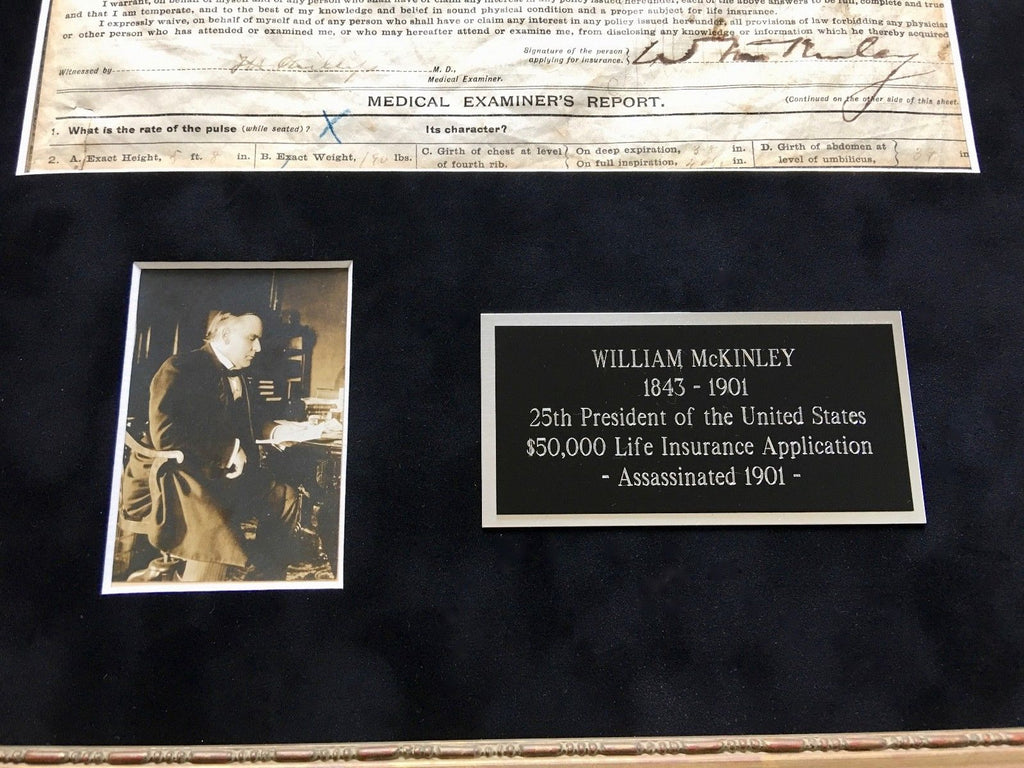 I warrant, on behalf of myself and of any person who shall have or claim any interest in any policy issued hereunder, each of the above answers to be full, complete and true
and that I am temperate, and to the best of my knowledge and belief in sound physical condition and a proper subject for life insurance.
I expressly waive, on behalf of myself and of any person who shall have or claim any interest in any policy issued hereunder, all provisions of law forbidding any physician
or other person who has attended or examined me, or who may hereafter attend or examine me, from disclosing any knowledge or information which he thereby acquired
Signature of the person
applying for insurance. Wm McKinley
Witnessed by M. D.,
Medical Examiner.
MEDICAL EXAMINER'S REPORT.
(Continued on the other side of this sheet.
1. What is the rate of the pulse (while seated)? X Its character?
2. A. Exact Height, 5 ft. in. B. Exact Weight, lbs. C. Girth of chest at level of fourth rib. On deep expiration, in. D. Girth of abdomen at level of umbilicus, in
On full inspiration, in.
WILLIAM McKINLEY
1843 - 1901
25th President of the United States
$50,000 Life Insurance Application
- Assassinated 1901 -